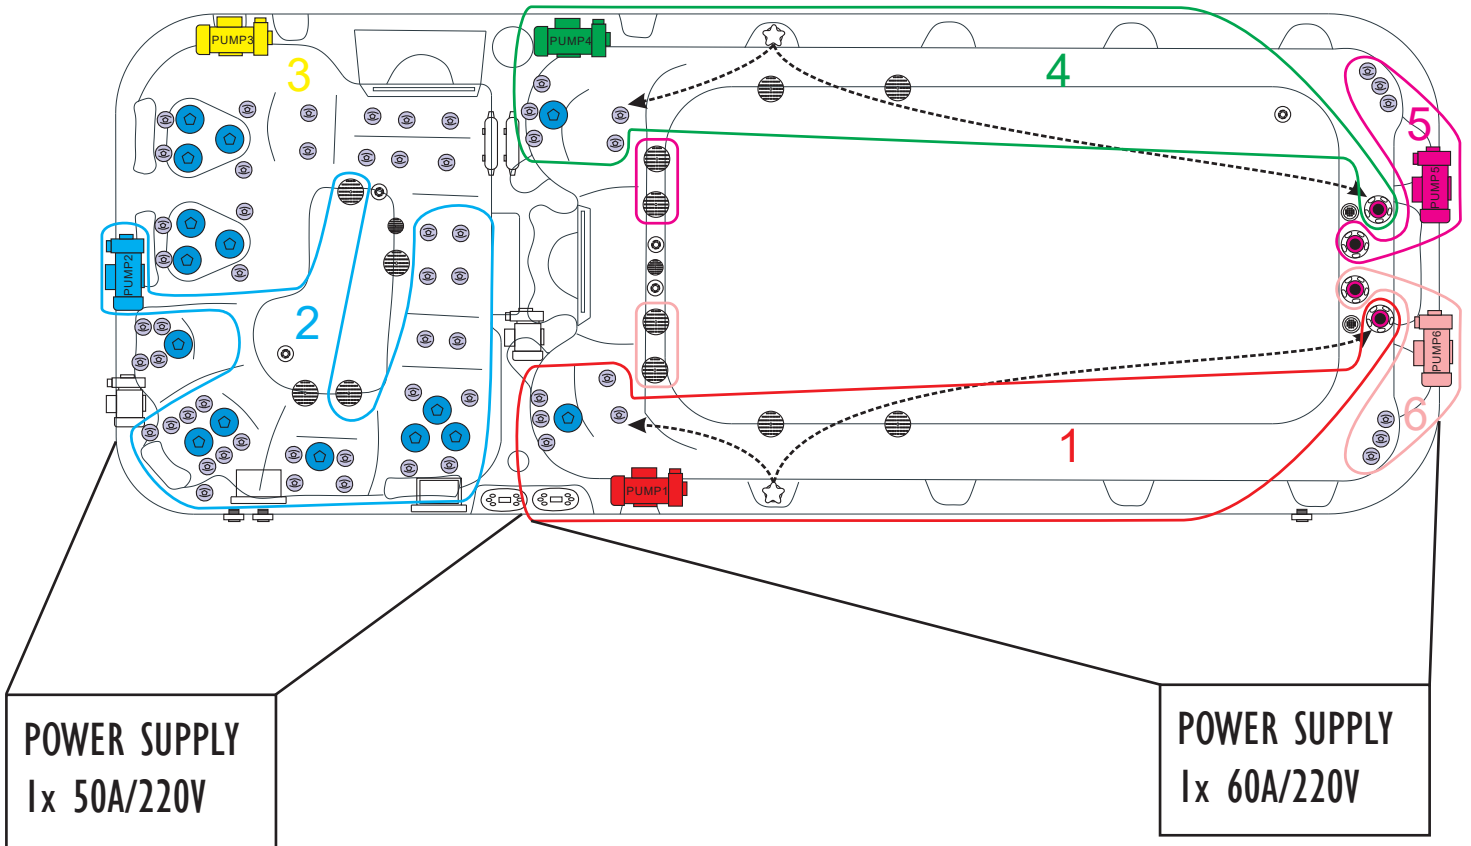 PUMP3
PUMP4
3
4
5
PUMP5
PUMP2
2
PUMP6
6
1
PUMP1
POWER SUPPLY
1x 50A/220V
POWER SUPPLY
1x 60A/220V